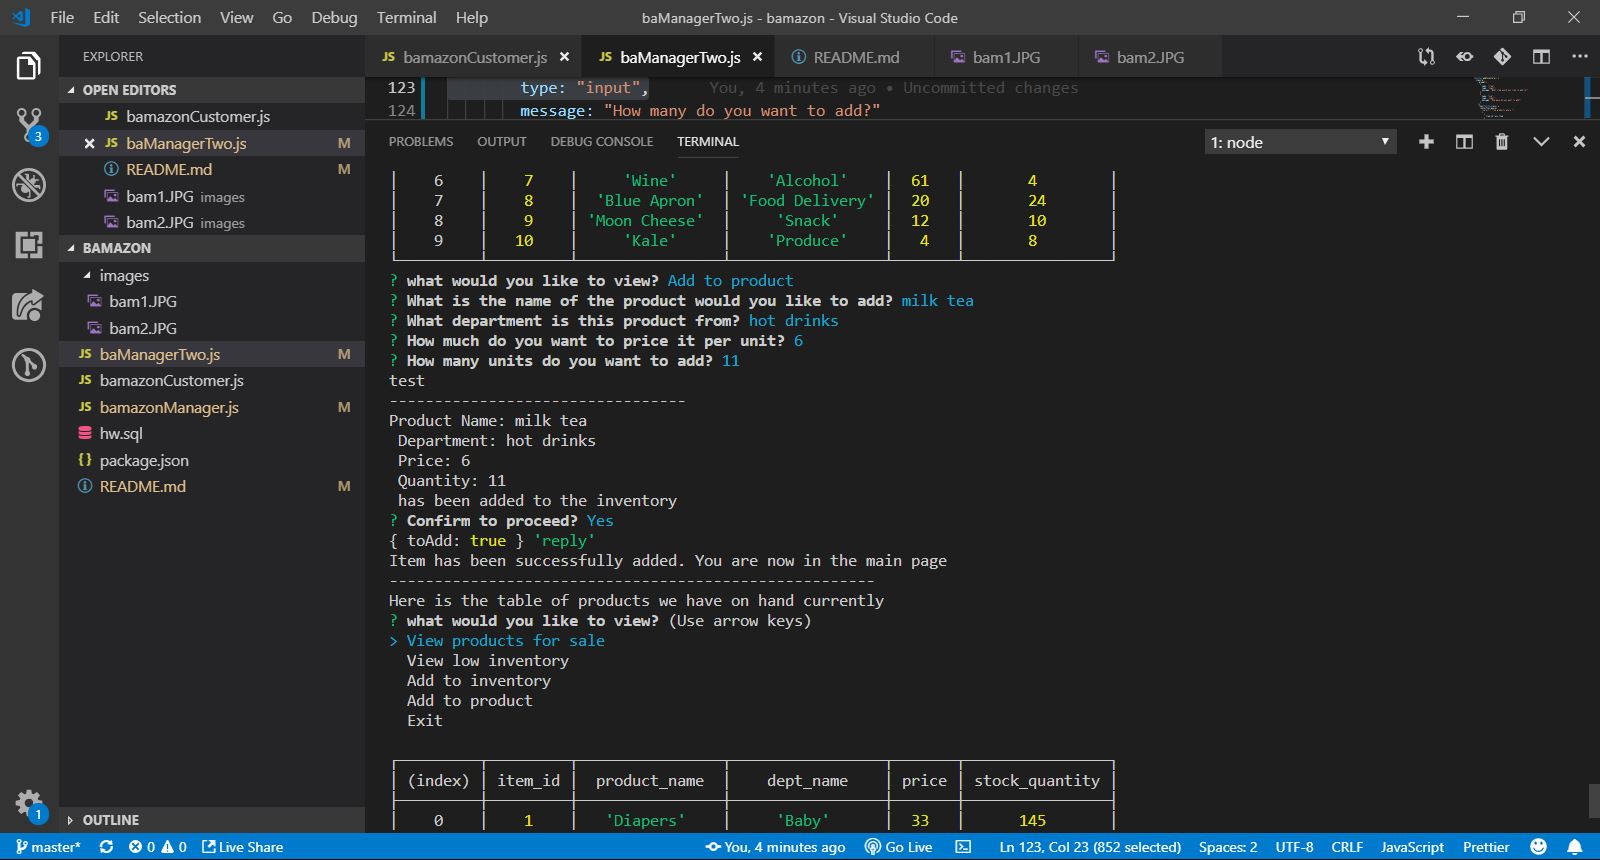 File Edit Selection View Go Debug Terminal Help baManagerTwo.js - bamazon - Visual Studio Code
EXPLORER
OPEN EDITORS
JS bamazonCustomer.js
JS baManagerTwo.js M
README.md M
bam1.JPG images
bam2.JPG images
BAMAZON
images
bam1.JPG
bam2.JPG
JS baManagerTwo.js M
JS bamazonCustomer.js
JS bamazonManager.js M
hw.sql
{} package.json
README.md M
OUTLINE
3
1
JS bamazonCustomer.js JS baManagerTwo.js README.md bam1.JPG bam2.JPG
123 type: "input", You, 4 minutes ago • Uncommitted changes
124 message: "How many do you want to add?"
PROBLEMS OUTPUT DEBUG CONSOLE TERMINAL 1: node
│ 6 │ 7 │ 'Wine' │ 'Alcohol' │ 61 │ 4 │
│ 7 │ 8 │ 'Blue Apron' │ 'Food Delivery' │ 20 │ 24 │
│ 8 │ 9 │ 'Moon Cheese' │ 'Snack' │ 12 │ 10 │
│ 9 │ 10 │ 'Kale' │ 'Produce' │ 4 │ 8 │
? what would you like to view? Add to product
? What is the name of the product would you like to add? milk tea
? What department is this product from? hot drinks
? How much do you want to price it per unit? 6
? How many units do you want to add? 11
test
---------------------------------
Product Name: milk tea
Department: hot drinks
Price: 6
Quantity: 11
has been added to the inventory
? Confirm to proceed? Yes
{ toAdd: true } 'reply'
Item has been successfully added. You are now in the main page
------------------------------------------------------
Here is the table of products we have on hand currently
? what would you like to view? (Use arrow keys)
> View products for sale
View low inventory
Add to inventory
Add to product
Exit
│ (index) │ item_id │ product_name │ dept_name │ price │ stock_quantity │
│ 0 │ 1 │ 'Diapers' │ 'Baby' │ 33 │ 145 │
master* 0 0 Live Share You, 4 minutes ago Go Live Ln 123, Col 23 (852 selected) Spaces: 2 UTF-8 CRLF JavaScript Prettier